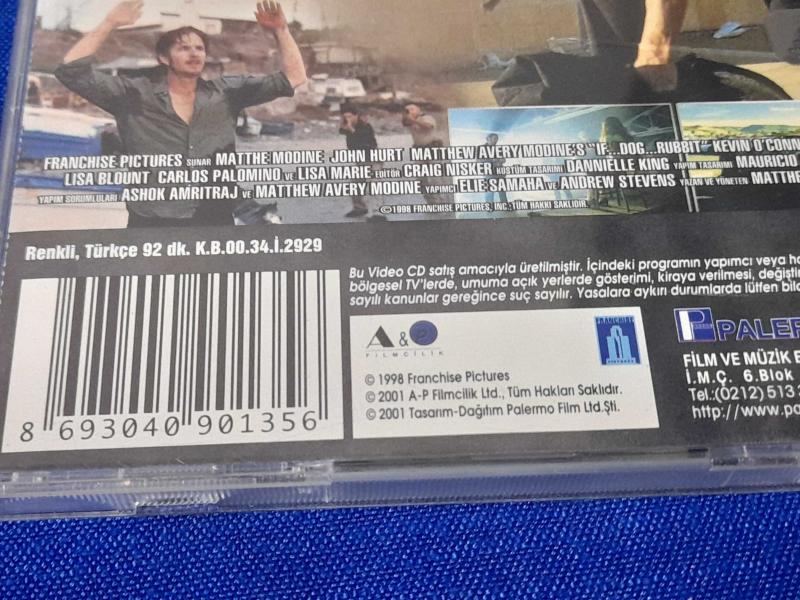 FRANCHISE PICTURES SUNAR MATTHE MODINE, JOHN HURT MATTHEW AVERY MODINE'S "IF...DOG...RUBBIT" KEVIN O'CONN
LISA BLOUNT CARLOS PALOMINO VE LISA MARIE EDITOR CRAIG NISKER KOSTÜM TASARIMI DANNIELLE KING YAPIM TASARIMI MAURICIO
YAPIM SORUMLULARI ASHOK AMRITRAJ VE MATTHEW AVERY MODINE YAPIMCI ELIE SAMAHA VE ANDREW STEVENS YAZAN VE YÖNETEN MATTHE
©1998 FRANCHISE PICTURES, INC.;TÜM HAKKI SAKLIDIR.
Renkli, Türkçe 92 dk. K.B.00.34.İ.2929
Bu Video CD satış amacıyla üretilmiştir. İçindeki programın yapımcı veya ha
bölgesel TV'lerde, umuma açık yerlerde gösterimi, kiraya verilmesi, değiştiri
sayılı kanunlar gereğince suç sayılır. Yasalara aykırı durumlarda lütfen bild
8 693040 901356
A &
FILMCILIK
FRANCHISE
© 1998 Franchise Pictures
© 2001 A-P Filmcilik Ltd., Tüm Hakları Saklıdır.
© 2001 Tasarım-Dağıtım Palermo Film Ltd.Şti.
PALERM
FİLM VE MÜZİK E
İ.M.Ç. 6.Blok
Tel.:(0212) 513
http://www.pa